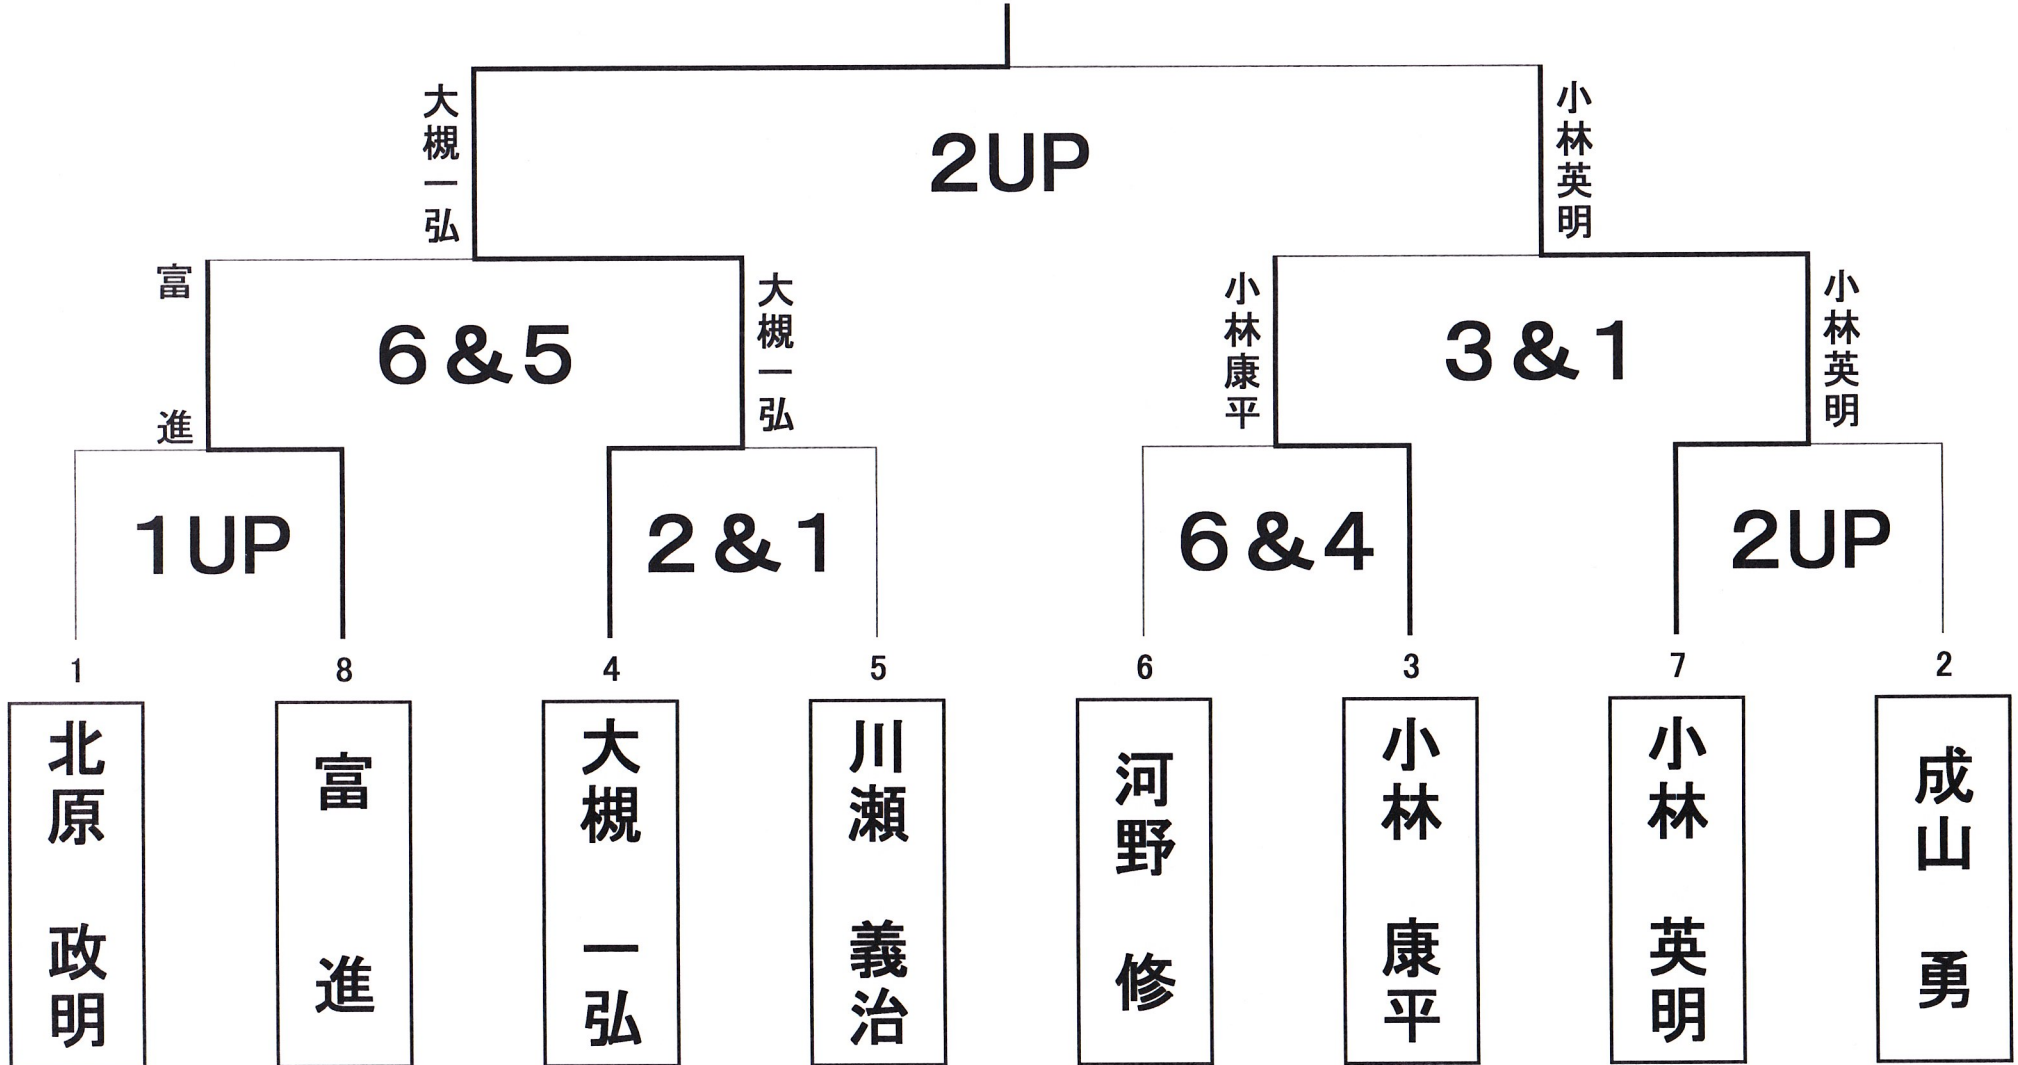 大槻一弘
2UP
小林英明
富 進
6&5
大槻一弘
小林康平
3&1
小林英明
1UP
2&1
6&4
2UP
1
8
4
5
6
3
7
2
北原 政明
富 進
大槻 一弘
川瀬 義治
河野 修
小林 康平
小林 英明
成山 勇